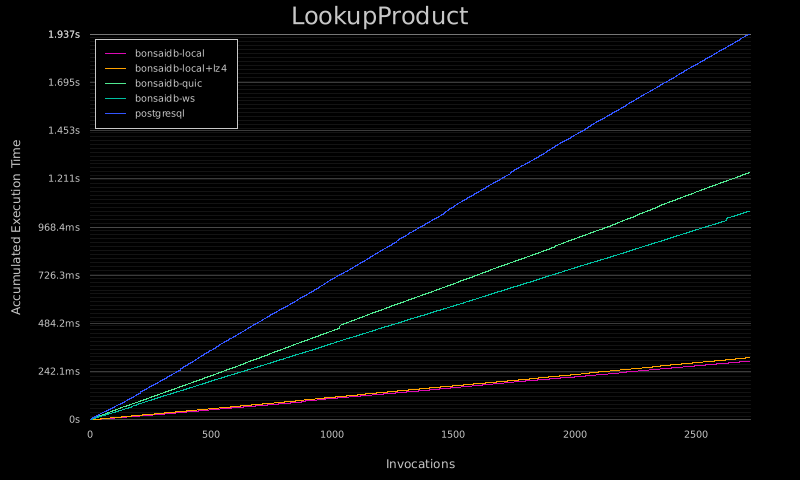 LookupProduct
1.937s
1.695s
1.453s
1.211s
968.4ms
726.3ms
484.2ms
242.1ms
0s
Accumulated Execution Time
bonsaidb-local
bonsaidb-local+lz4
bonsaidb-quic
bonsaidb-ws
postgresql
0 500 1000 1500 2000 2500
Invocations